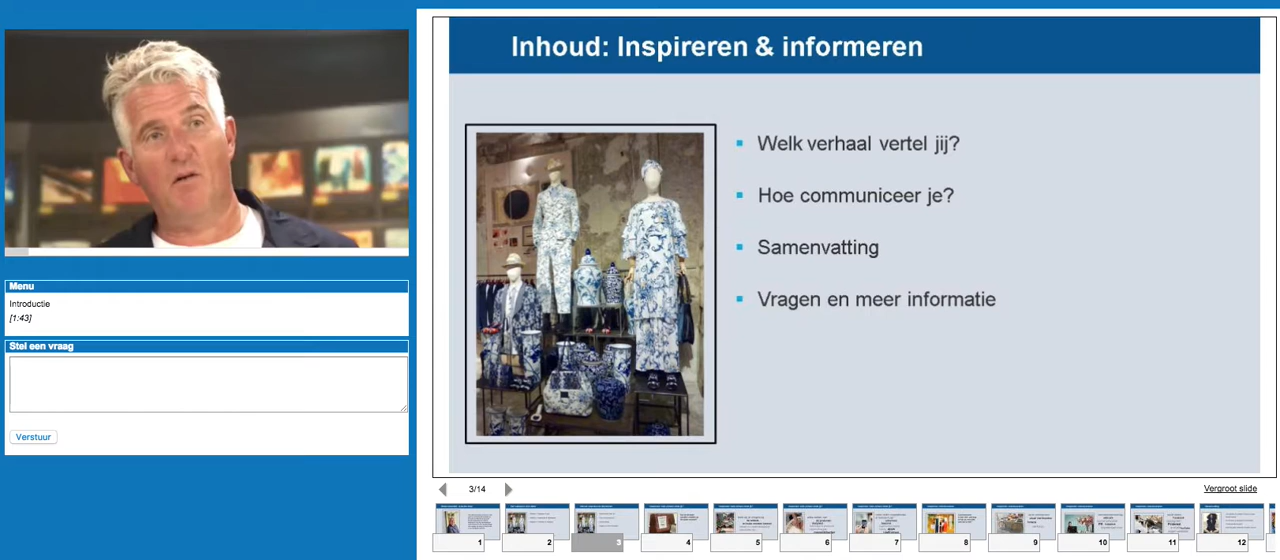 Inhoud: Inspireren & informeren
Welk verhaal vertel jij?
Hoe communiceer je?
Samenvatting
Vragen en meer informatie
Menu
Introductie
[1:43]
Stel een vraag
Verstuur
3/14
Vergroot slide
1
2
3
4
5
6
7
8
9
10
11
12